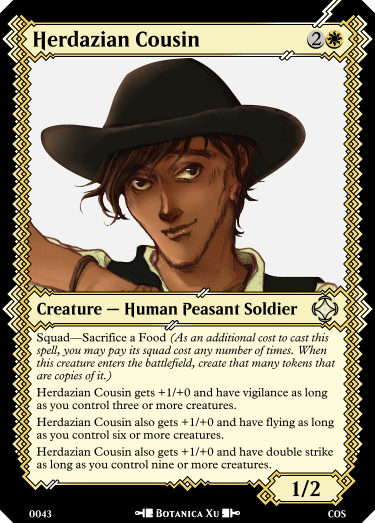 Herdazian Cousin 2
Creature — Human Peasant Soldier
Squad—Sacrifice a Food (As an additional cost to cast this
spell, you may pay its squad cost any number of times. When
this creature enters the battlefield, create that many tokens
that are copies of it.)
Herdazian Cousin gets +1/+0 and have vigilance as long
as you control three or more creatures.
Herdazian Cousin also gets +1/+0 and have flying as long
as you control six or more creatures.
Herdazian Cousin also gets +1/+0 and have double strike
as long as you control nine or more creatures.
1/2
0043 Botanica Xu COS